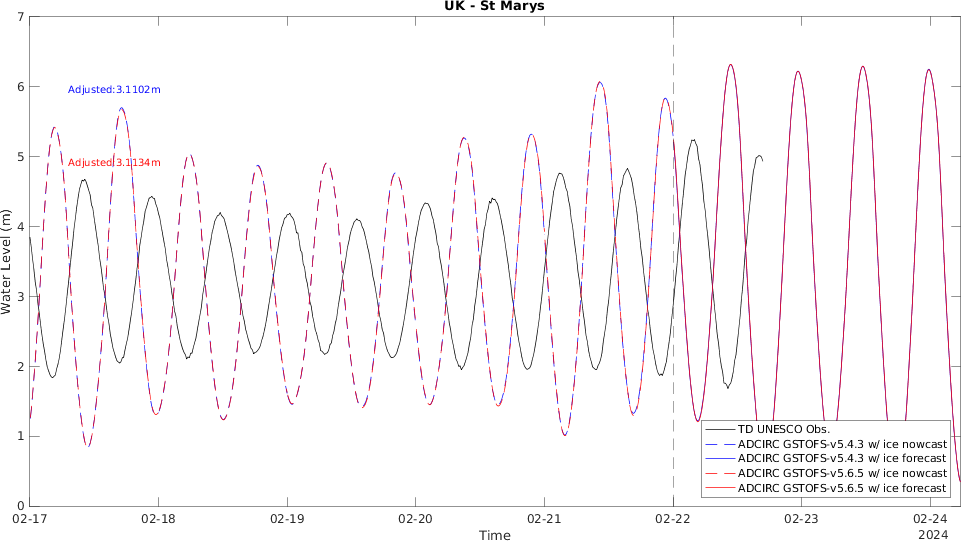 UK - St Marys
7
6
5
4
3
2
1
0
Water Level (m)
Adjusted:3.1102m
Adjusted:3.1134m
TD UNESCO Obs.
ADCIRC GSTOFS-v5.4.3 w/ ice nowcast
ADCIRC GSTOFS-v5.4.3 w/ ice forecast
ADCIRC GSTOFS-v5.6.5 w/ ice nowcast
ADCIRC GSTOFS-v5.6.5 w/ ice forecast
02-17 02-18 02-19 02-20 02-21 02-22 02-23 02-24
Time
2024